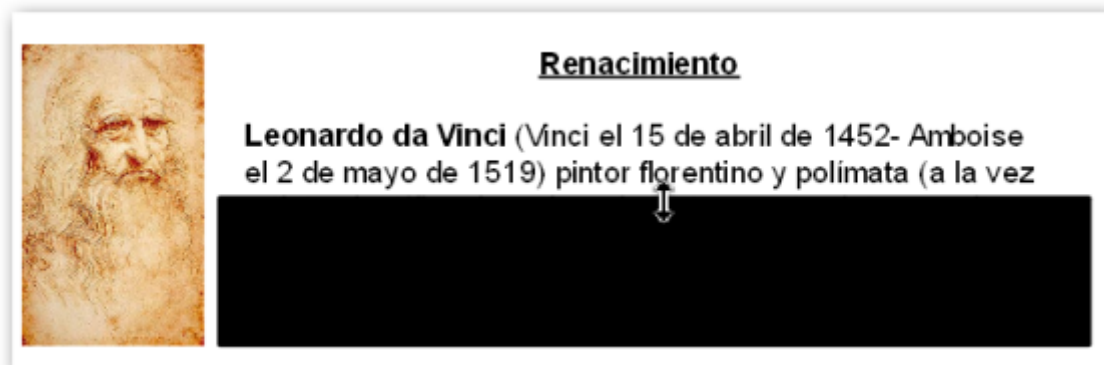 Renacimiento
Leonardo da Vinci (Vinci el 15 de abril de 1452- Amboise
el 2 de mayo de 1519) pintor florentino y polímata (a la vez